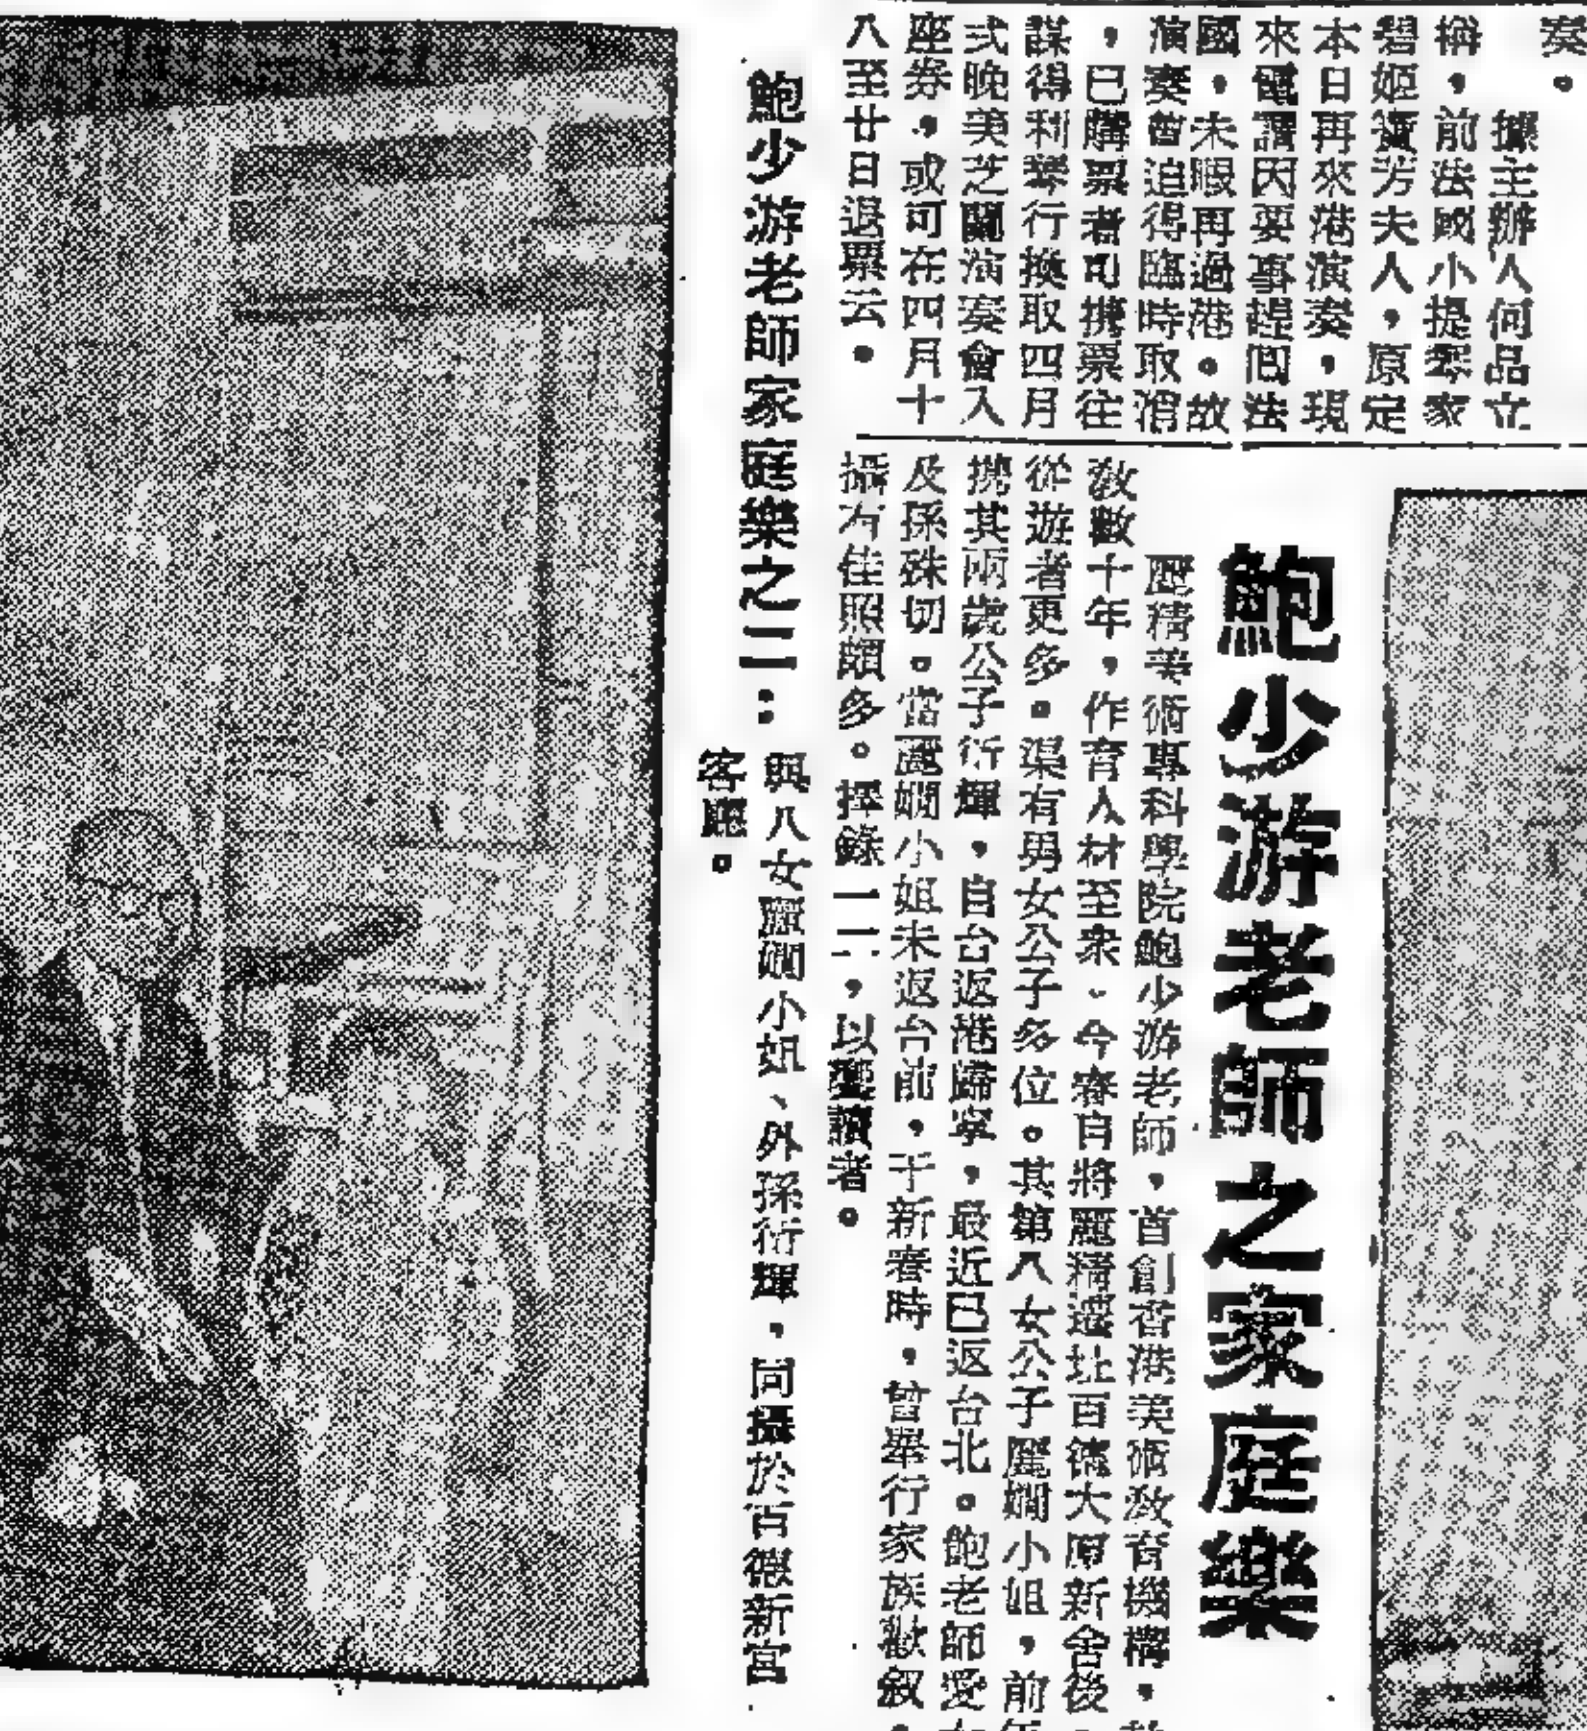 奏。
據主辦人何品立
稱，前法國小提琴家
碧姬賓芳夫人，原定
本日再來港演奏，現
來電謂因要事趕回法
國，未暇再過港。故
演奏會迫得臨時取消
，已購票者可携票往
謀得利琴行換取四月
弍晚美芝蘭演奏會入
座券，或可在四月十
八至廿日退票云。
鮑少游老師之家庭樂
麗精美術專科學院鮑少游老師，首創香港美術教育機構，
教數十年，作育人材至衆、今春自將麗精遷址百德大厦新舍後，
從遊者更多。渠有男女公子多位。其第八女公子麗嫻小姐，前年
携其兩歲公子衍輝，自台返港歸寧，最近已返台北。鮑老師愛女
及孫殊切。當麗嫻小姐未返台前，于新春時，曾舉行家族歡叙，
攝有佳照頗多。擇錄一二，以饗讀者。
鮑少游老師家庭樂之二：
與八女麗嫻小姐、外孫衍輝，同攝於百德新宮
客廳。